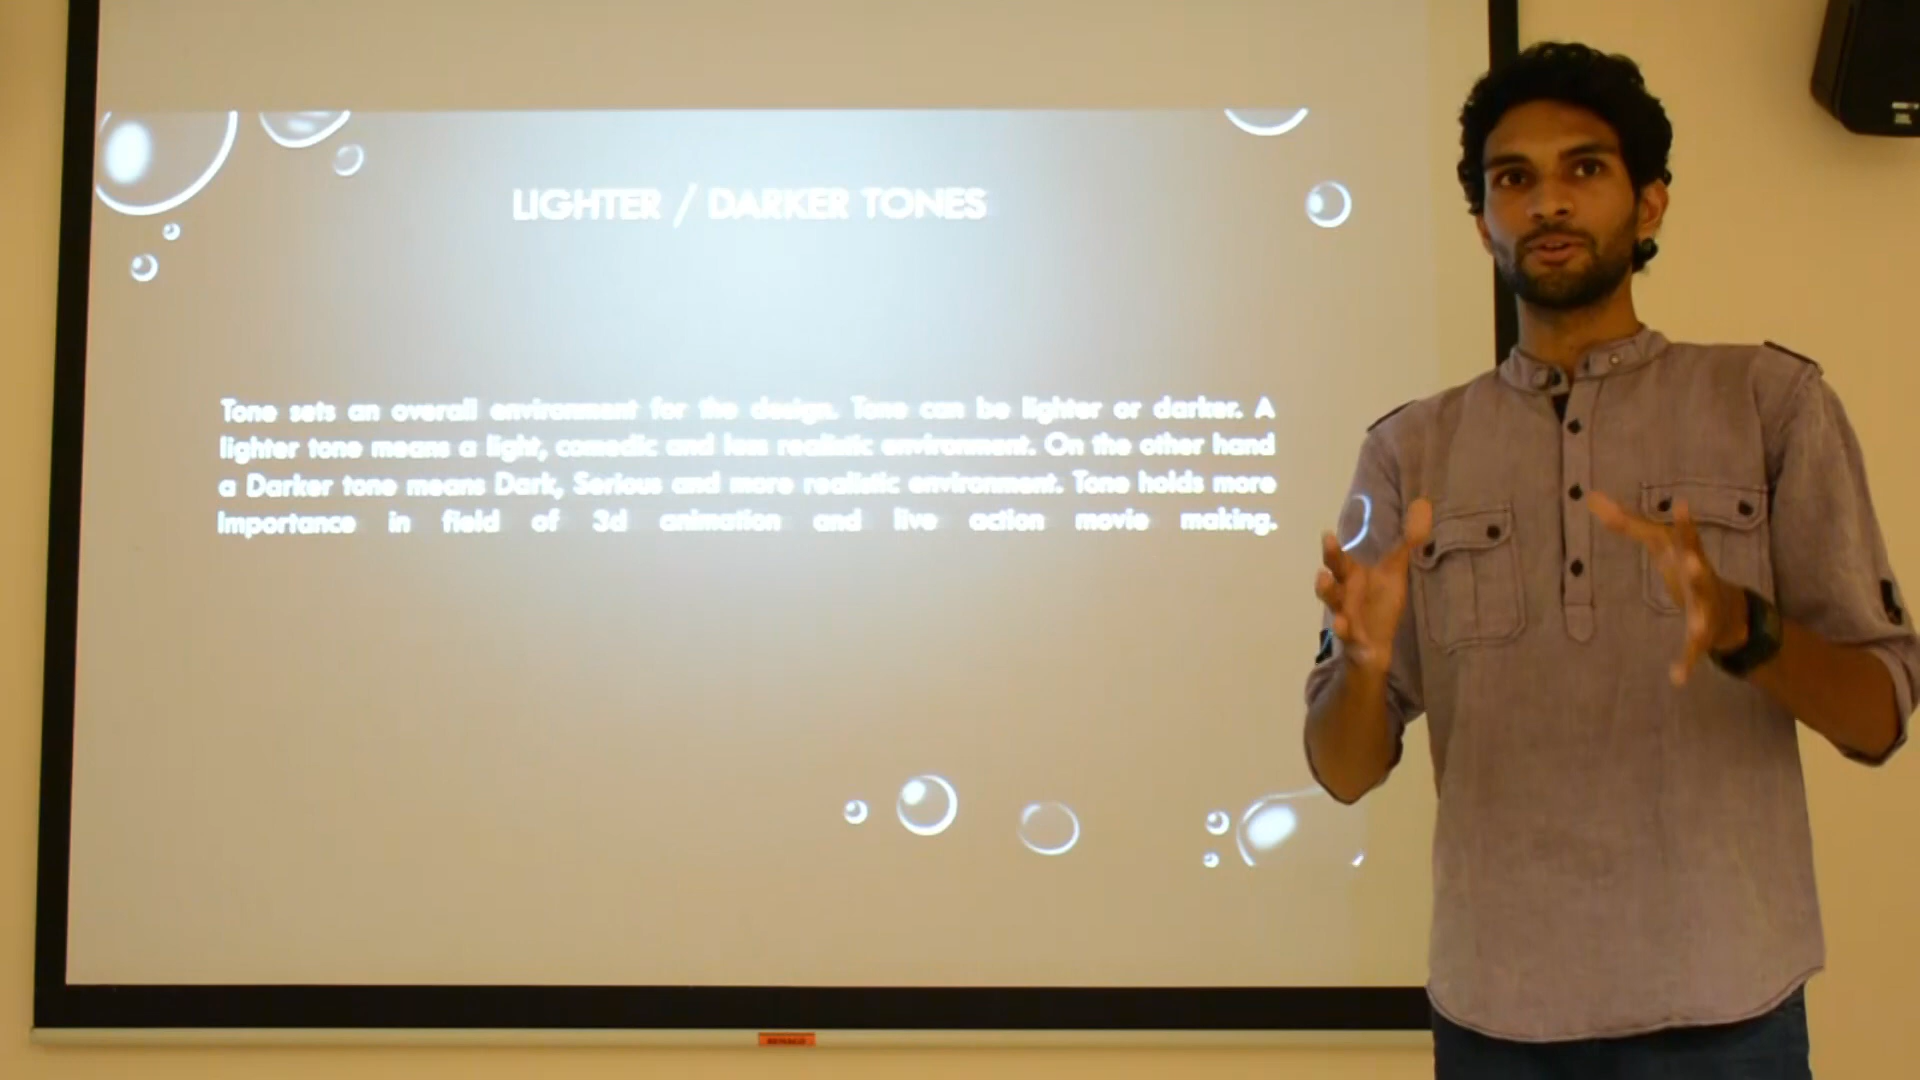 LIGHTER / DARKER TONES
Tone sets an overall environment for the design. Tone can be lighter or darker. A
lighter tone means a light, comedic and less realistic environment. On the other hand
a Darker tone means Dark, Serious and more realistic environment. Tone holds more
Importance in field of 3d animation and live action movie making.